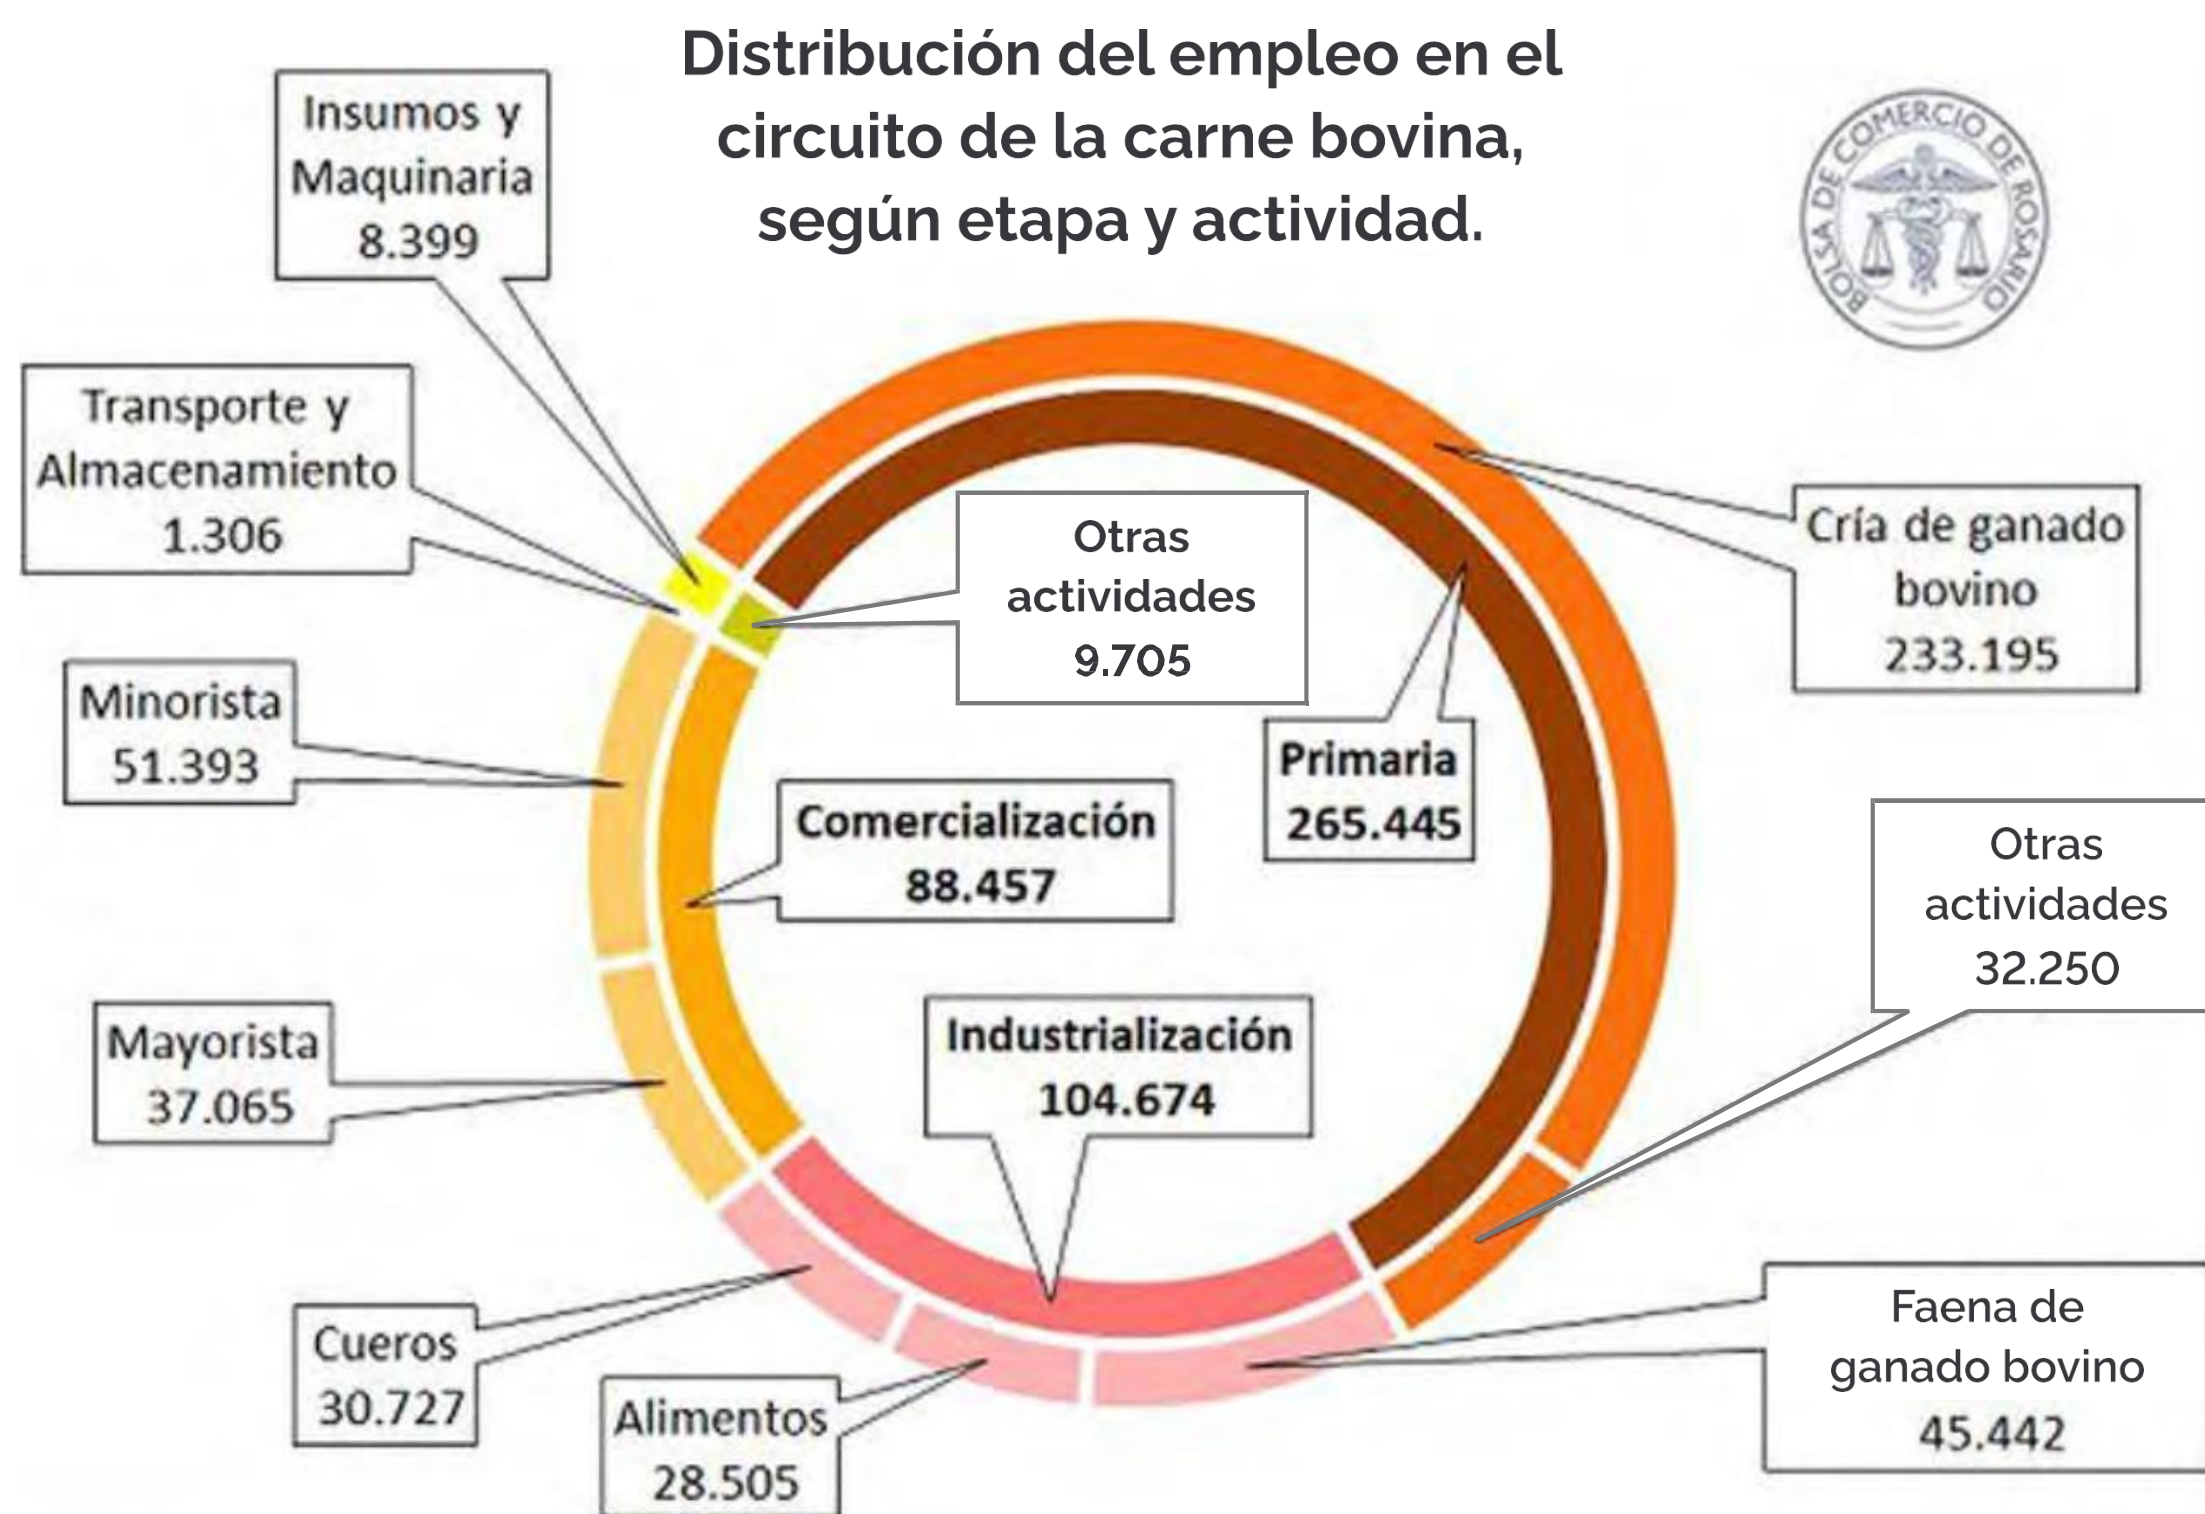 Distribución del empleo en el
circuito de la carne bovina,
según etapa y actividad.
BOLSA DE COMERCIO DE ROSARIO
Insumos y
Maquinaria
8.399
Transporte y
Almacenamiento
1.306
Otras
actividades
9.705
Cría de ganado
bovino
233.195
Minorista
51.393
Primaria
265.445
Comercialización
88.457
Otras
actividades
32.250
Mayorista
37.065
Industrialización
104.674
Faena de
ganado bovino
45.442
Cueros
30.727
Alimentos
28.505